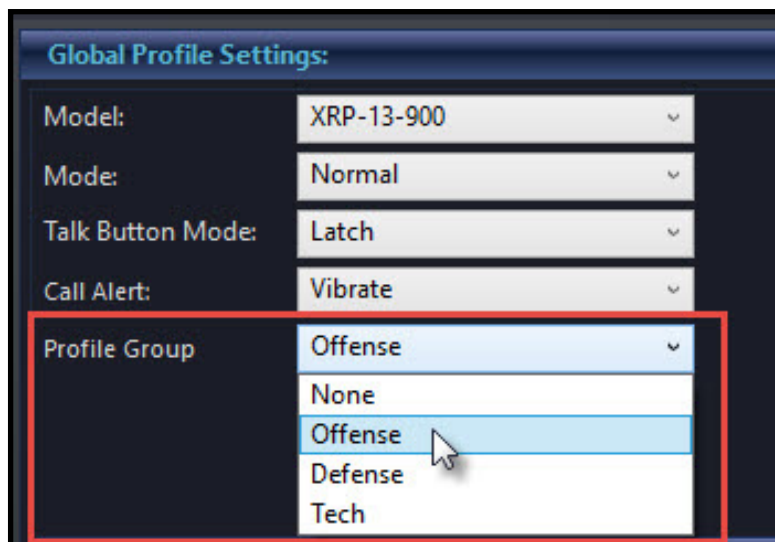 Global Profile Settings:
Model: XRP-13-900
Mode: Normal
Talk Button Mode: Latch
Call Alert: Vibrate
Profile Group Offense
None
Offense
Defense
Tech